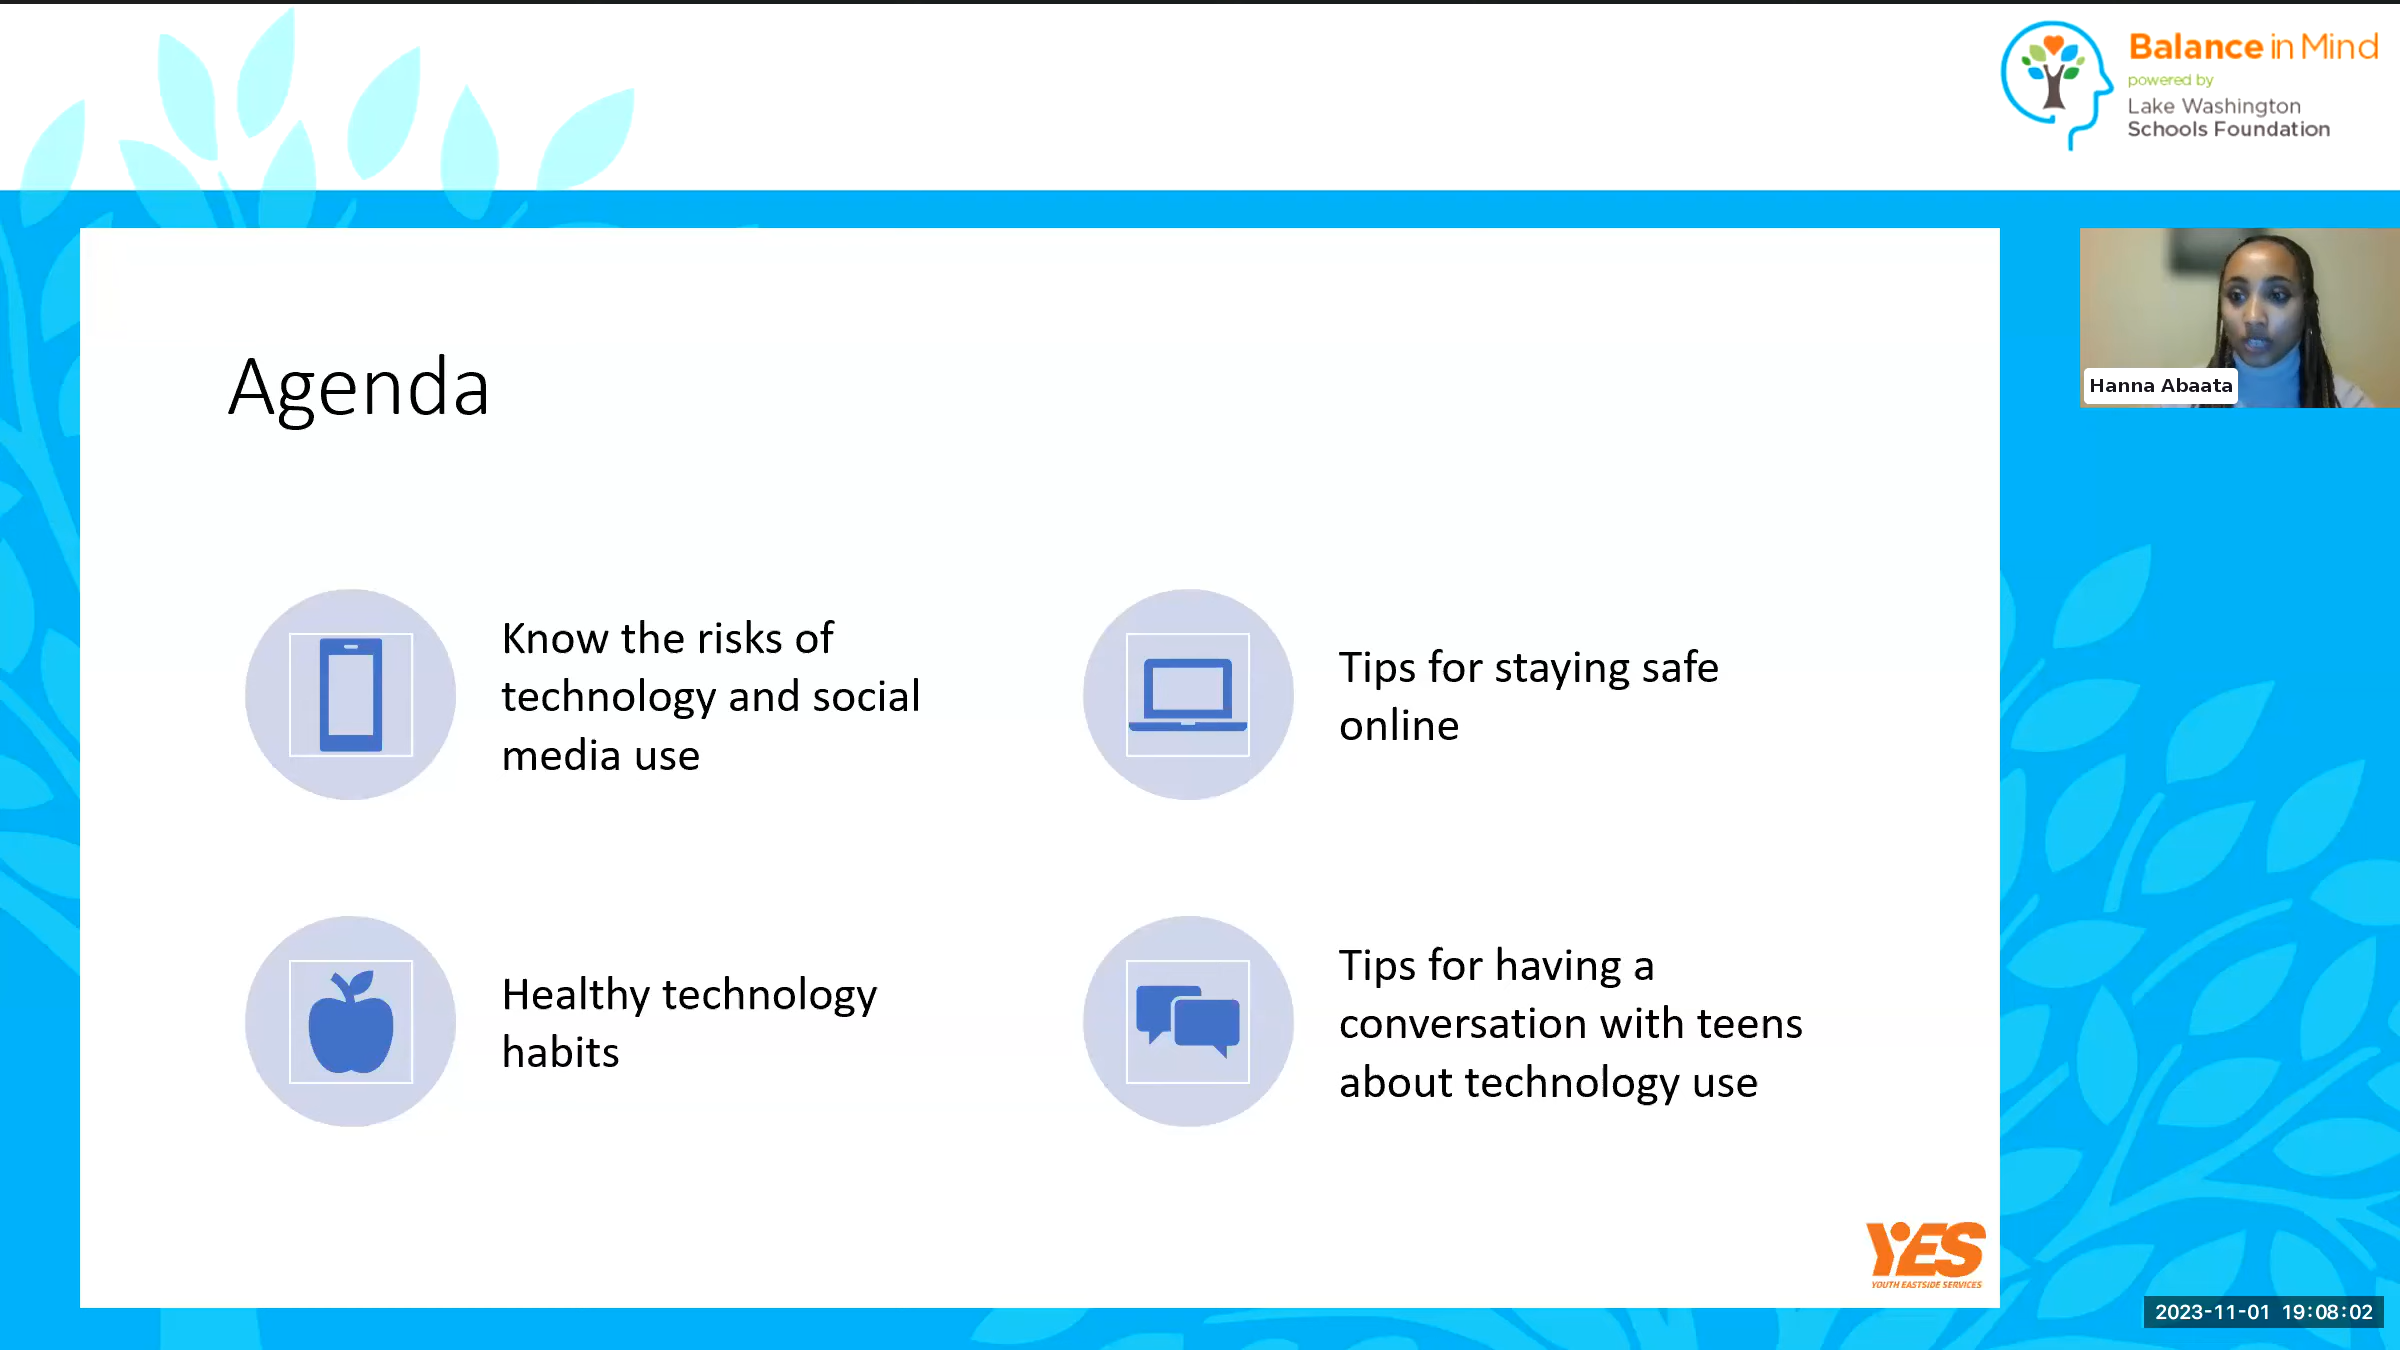 Balance in Mind
powered by
Lake Washington
Schools Foundation
Hanna Abaata
Agenda
Know the risks of
technology and social
media use
Tips for staying safe
online
Healthy technology
habits
Tips for having a
conversation with teens
about technology use
YES
YOUTH EASTSIDE SERVICES
2023-11-01 19:08:02